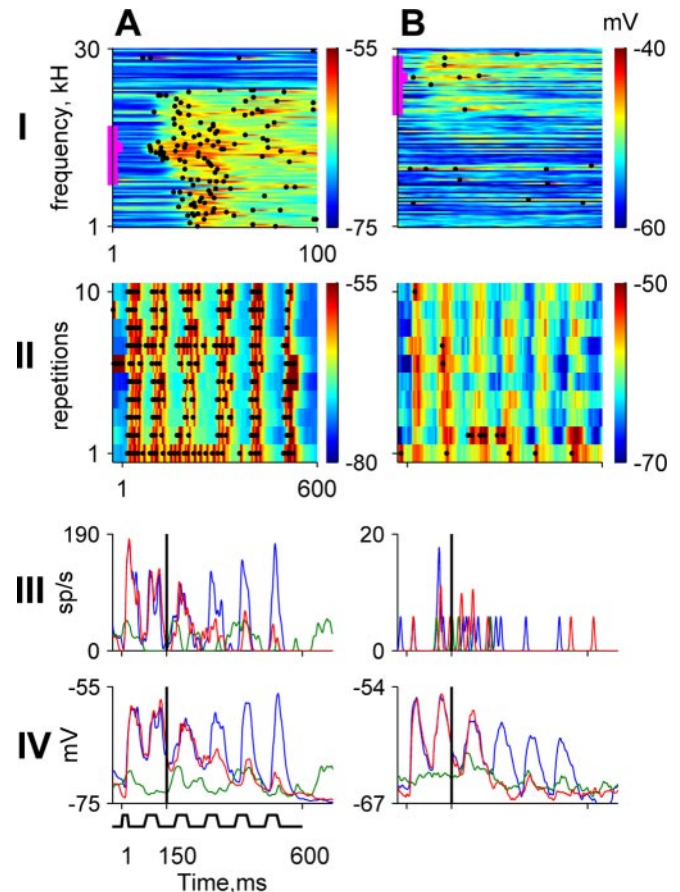 A B
mV
I
frequency, kH
30
1
1 100
-55
-75
-40
-60
II
repetitions
10
1
1 600
-55
-80
-50
-70
III
sp/s
190
0
20
0
IV
mV
-55
-75
-54
-67
1 150 600
Time,ms